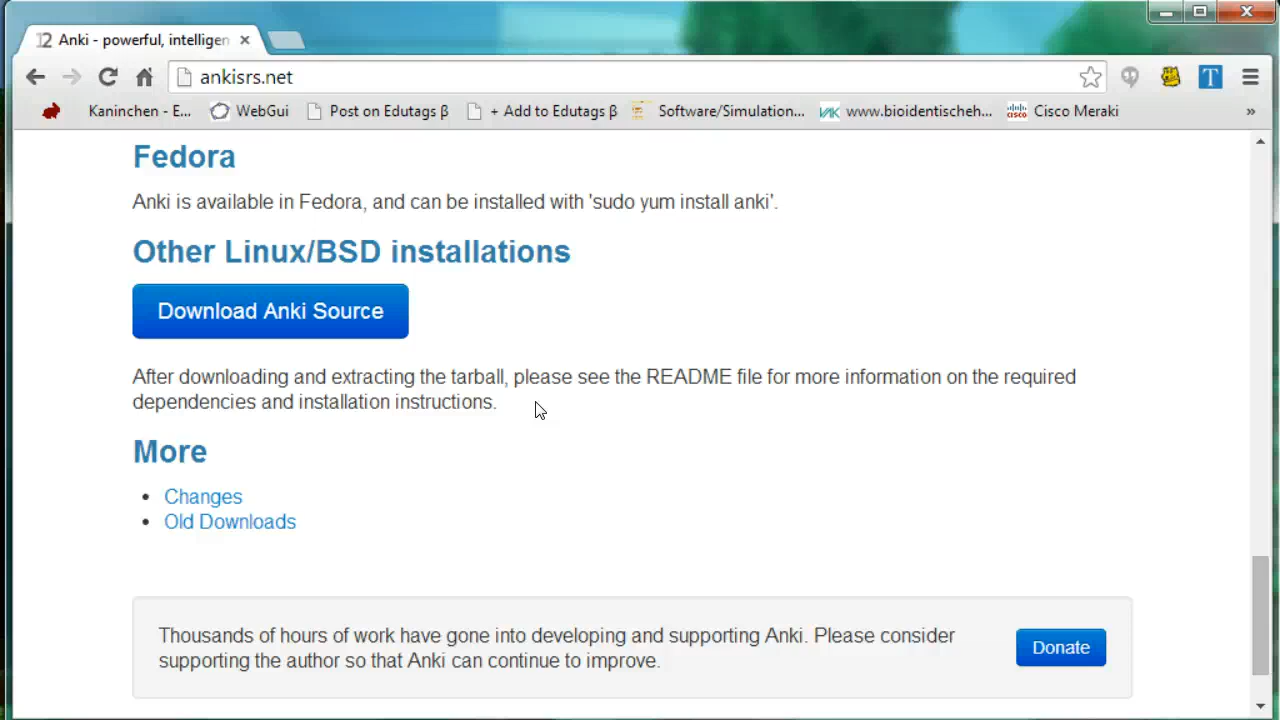 Anki - powerful, intelligen
ankisrs.net
Kaninchen - E... WebGui Post on Edutags β + Add to Edutags β Software/Simulation... www.bioidentischeh... Cisco Meraki »
Fedora
Anki is available in Fedora, and can be installed with 'sudo yum install anki'.
Other Linux/BSD installations
Download Anki Source
After downloading and extracting the tarball, please see the README file for more information on the required
dependencies and installation instructions.
More
• Changes
• Old Downloads
Thousands of hours of work have gone into developing and supporting Anki. Please consider
supporting the author so that Anki can continue to improve.
Donate